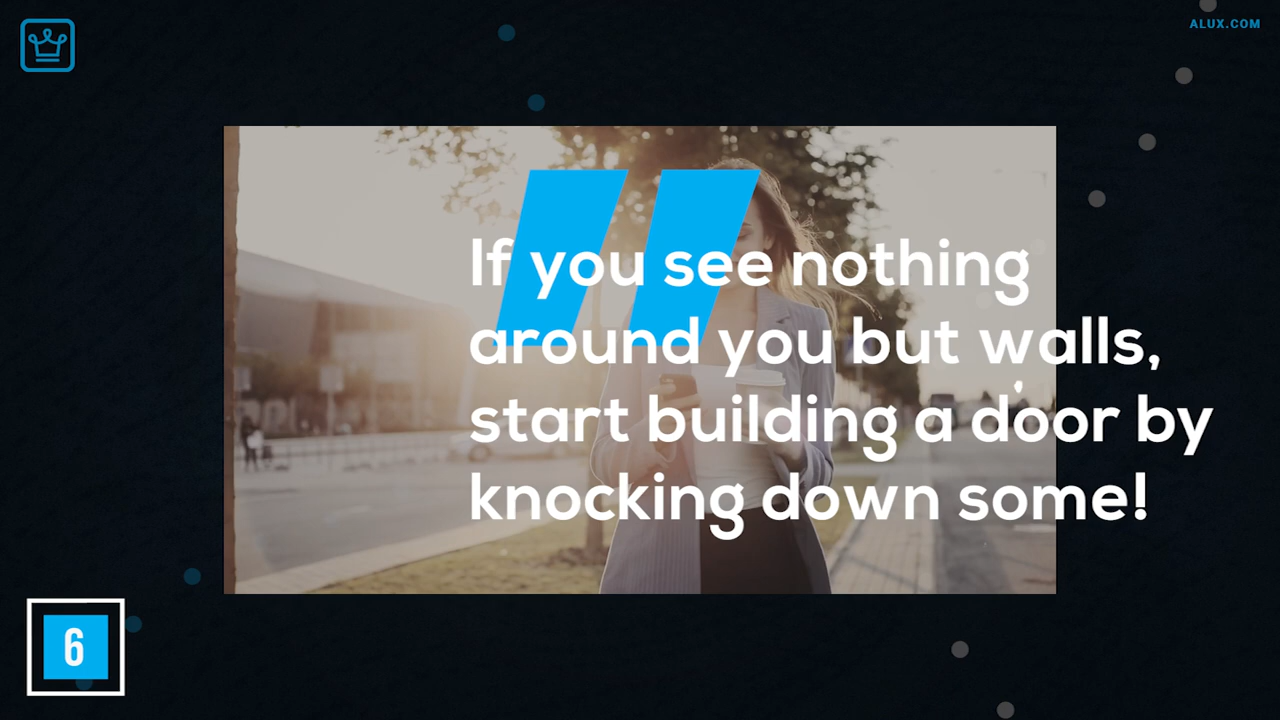 ALUX.COM
If you see nothing
around you but walls,
start building a door by
knocking down some!
6